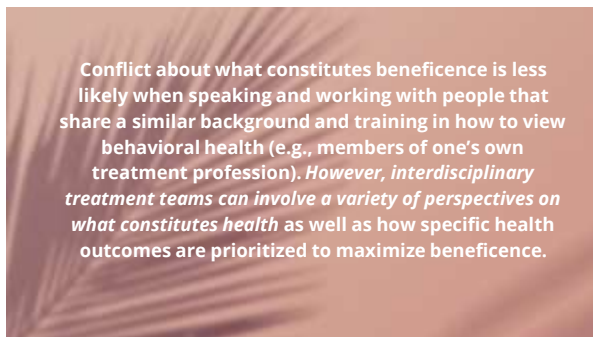 Conflict about what constitutes beneficence is less
likely when speaking and working with people that
share a similar background and training in how to view
behavioral health (e.g., members of one’s own
treatment profession). However, interdisciplinary
treatment teams can involve a variety of perspectives on
what constitutes health as well as how specific health
outcomes are prioritized to maximize beneficence.